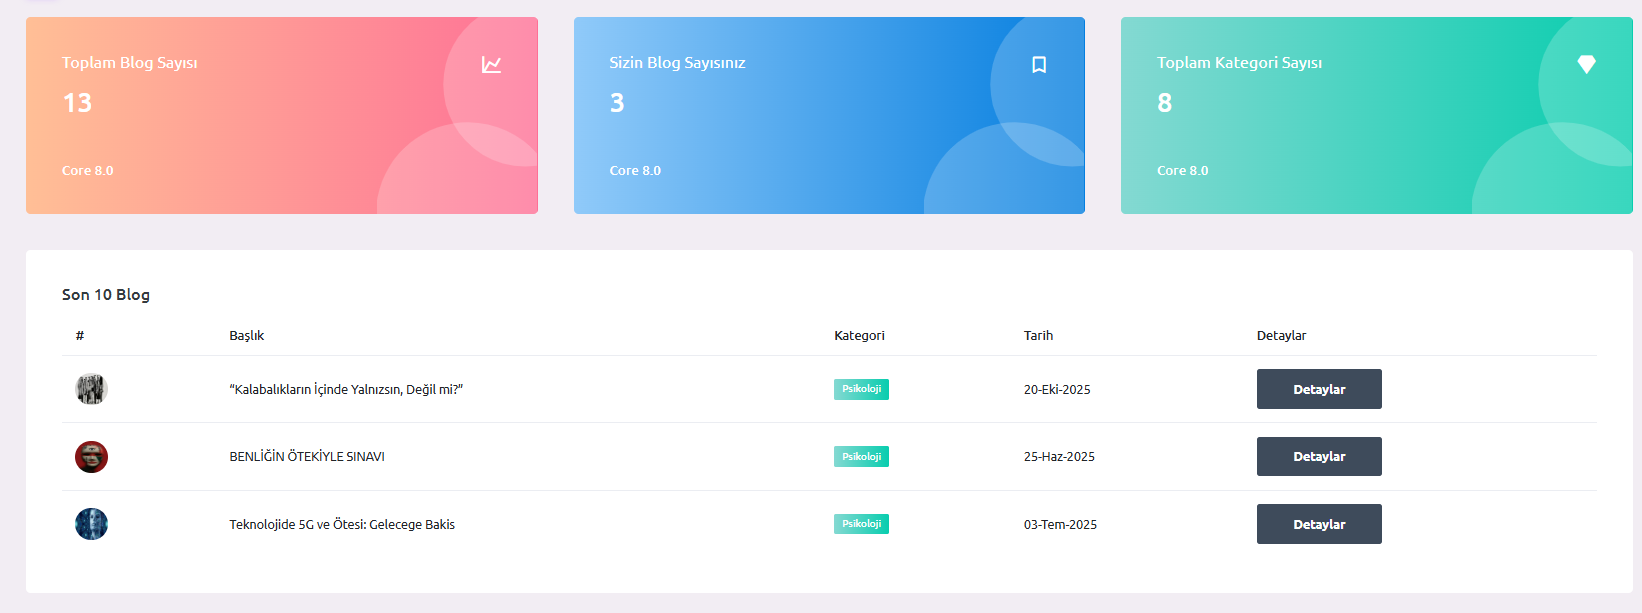 Toplam Blog Sayısı
13
Core 8.0
Sizin Blog Sayısınız
3
Core 8.0
Toplam Kategori Sayısı
8
Core 8.0
Son 10 Blog
# Başlık Kategori Tarih Detaylar
“Kalabalıkların İçinde Yalnızsın, Değil mi?” Psikoloji 20-Eki-2025 Detaylar
BENLİĞİN ÖTEKİYLE SINAVI Psikoloji 25-Haz-2025 Detaylar
Teknolojide 5G ve Ötesi: Gelecege Bakis Psikoloji 03-Tem-2025 Detaylar